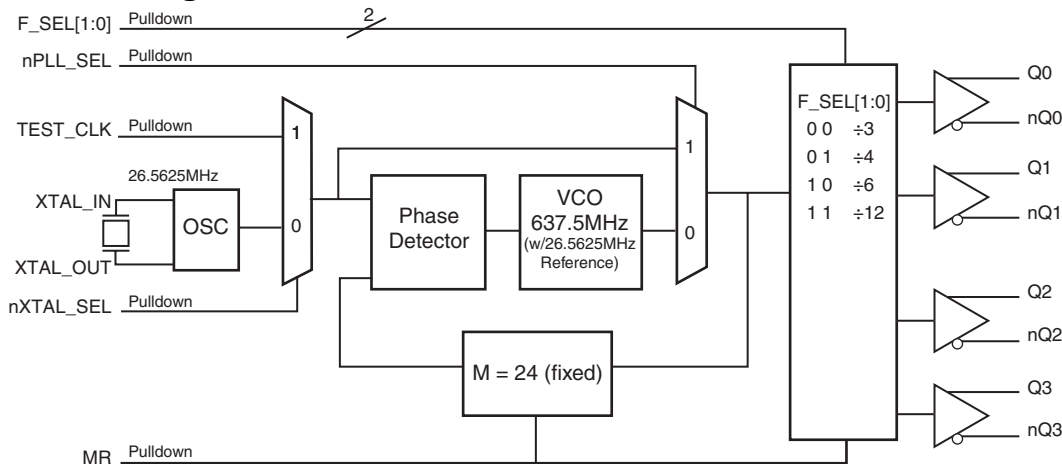 F_SEL[1:0] Pulldown 2
nPLL_SEL Pulldown
TEST_CLK Pulldown
26.5625MHz
XTAL_IN
OSC
XTAL_OUT
nXTAL_SEL Pulldown
1
0
Phase
Detector
VCO
637.5MHz
(w/26.5625MHz
Reference)
1
0
M = 24 (fixed)
MR Pulldown
F_SEL[1:0]
0 0 ÷3
0 1 ÷4
1 0 ÷6
1 1 ÷12
Q0
nQ0
Q1
nQ1
Q2
nQ2
Q3
nQ3